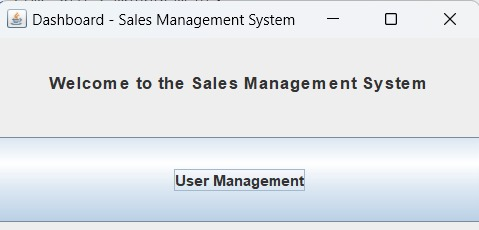 Dashboard - Sales Management System
Welcome to the Sales Management System
User Management